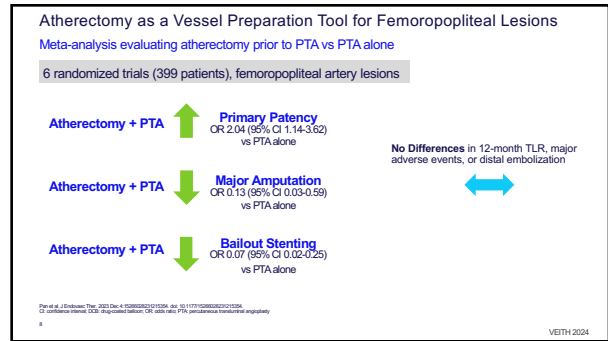 Atherectomy as a Vessel Preparation Tool for Femoropopliteal Lesions
Meta-analysis evaluating atherectomy prior to PTA vs PTA alone
6 randomized trials (399 patients), femoropopliteal artery lesions
Atherectomy + PTA
Primary Patency
OR 2.04 (95% CI 1.14-3.62)
vs PTA alone
Atherectomy + PTA
Major Amputation
OR 0.13 (95% CI 0.03-0.59)
vs PTA alone
Atherectomy + PTA
Bailout Stenting
OR 0.07 (95% CI 0.02-0.25)
vs PTA alone
No Differences in 12-month TLR, major
adverse events, or distal embolization
Pan et al. J Endovasc Ther. 2023 Dec 4:15266028231215354. doi: 10.1177/15266028231215354.
CI: confidence interval; DCB: drug-coated balloon; OR: odds ratio; PTA: percutaneous transluminal angioplasty
8
VEITH 2024